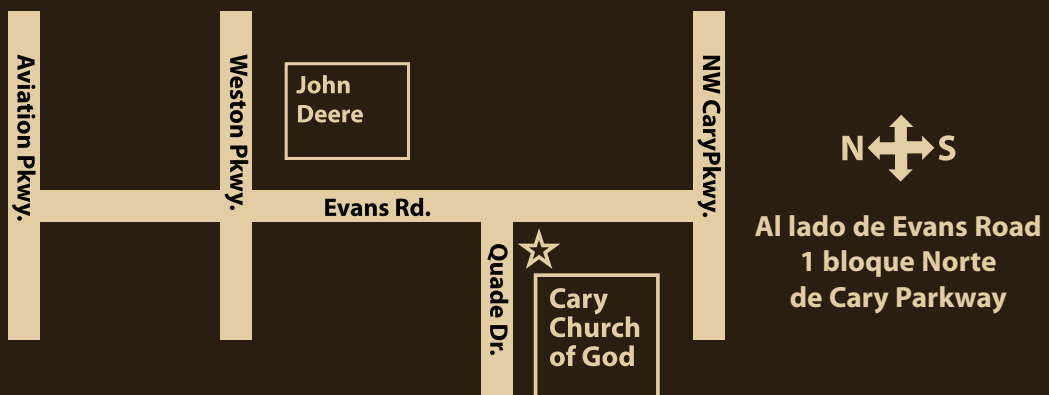 Aviation Pkwy.
Weston Pkwy.
John
Deere
NW CaryPkwy.
N
S
Evans Rd.
Al lado de Evans Road
1 bloque Norte
de Cary Parkway
Quade Dr.
Cary
Church
of God